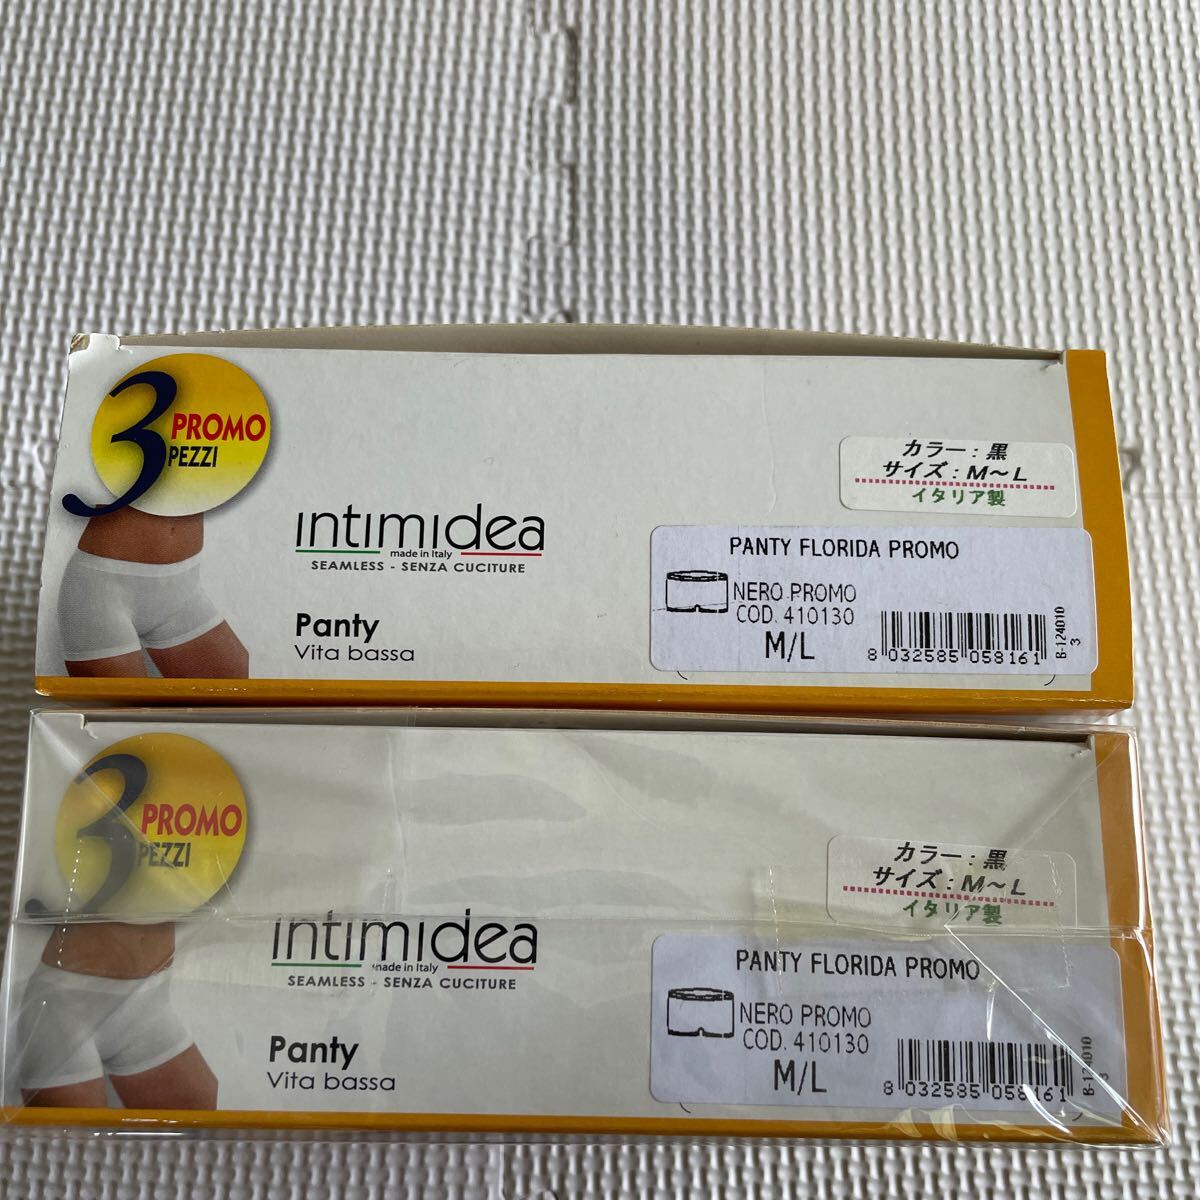 3 PROMO
PEZZI
カラー：黒
サイズ：M～L
イタリア製
intimidea
made in Italy
SEAMLESS - SENZA CUCITURE
PANTY FLORIDA PROMO
NERO PROMO
COD. 410130
M/L
8 032585 058161
B-124010
3
Panty
Vita bassa
3 PROMO
PEZZI
カラー：黒
サイズ：M～L
イタリア製
intimidea
made in Italy
SEAMLESS - SENZA CUCITURE
PANTY FLORIDA PROMO
NERO PROMO
COD. 410130
M/L
8 032585 058161
B-124010
3
Panty
Vita bassa